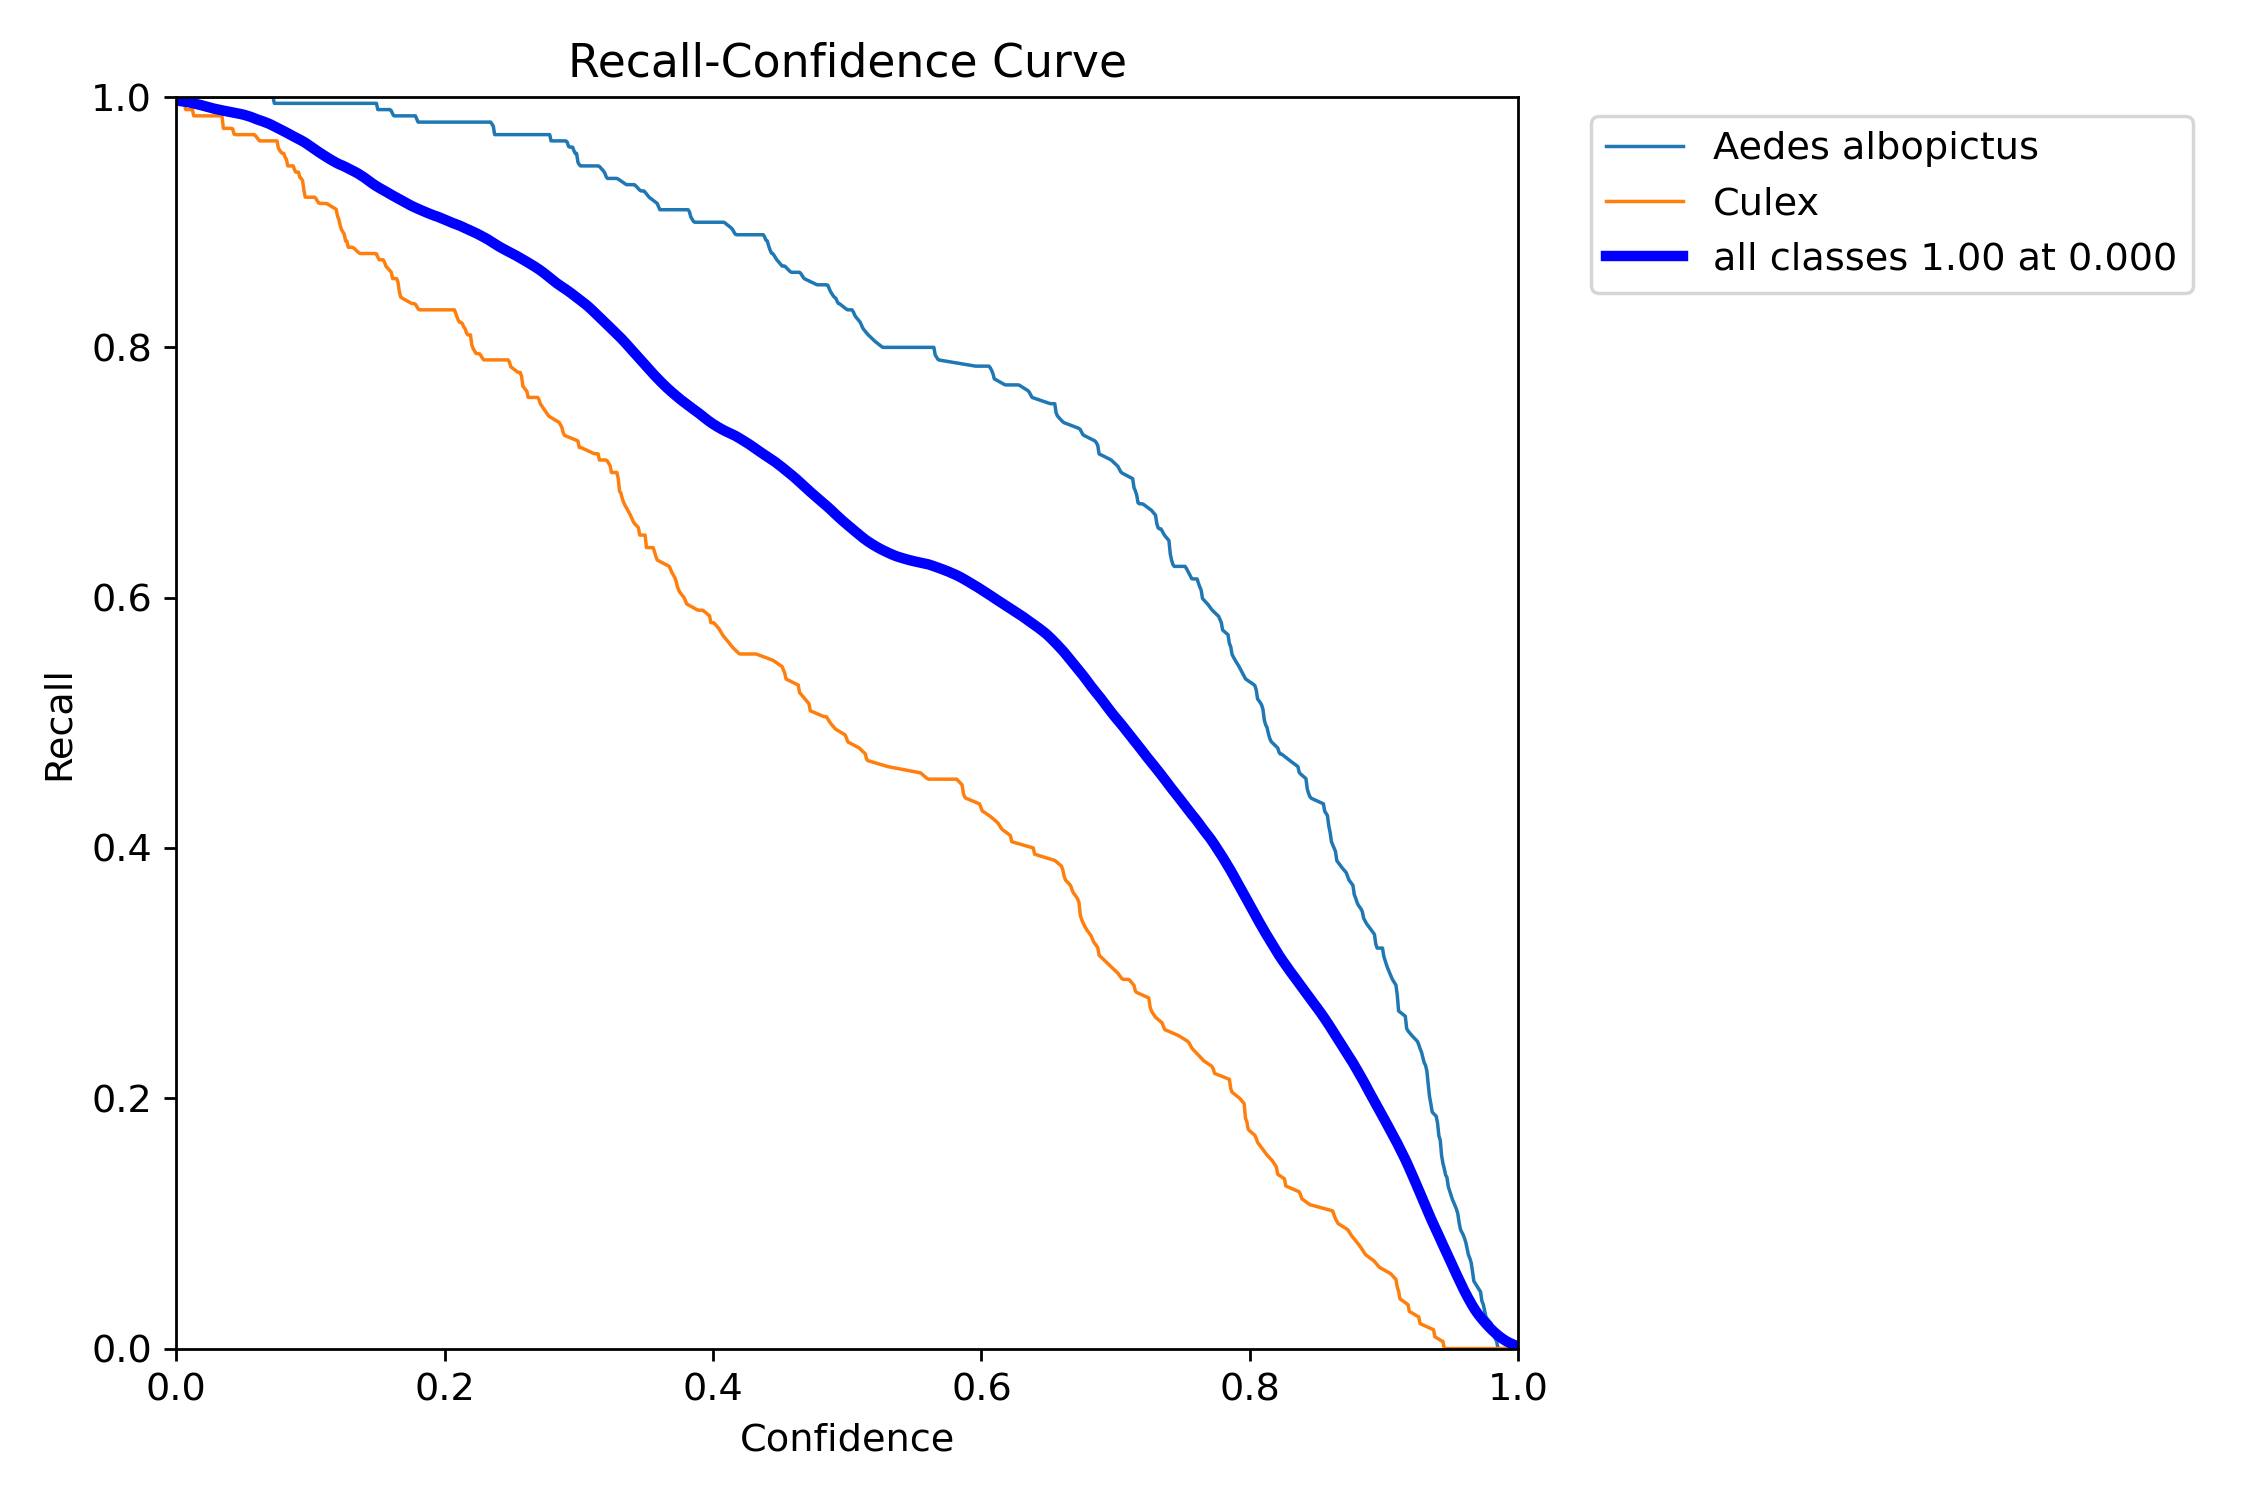 Recall-Confidence Curve
Aedes albopictus
Culex
all classes 1.00 at 0.000
Recall
1.0
0.8
0.6
0.4
0.2
0.0
0.0 0.2 0.4 0.6 0.8 1.0
Confidence